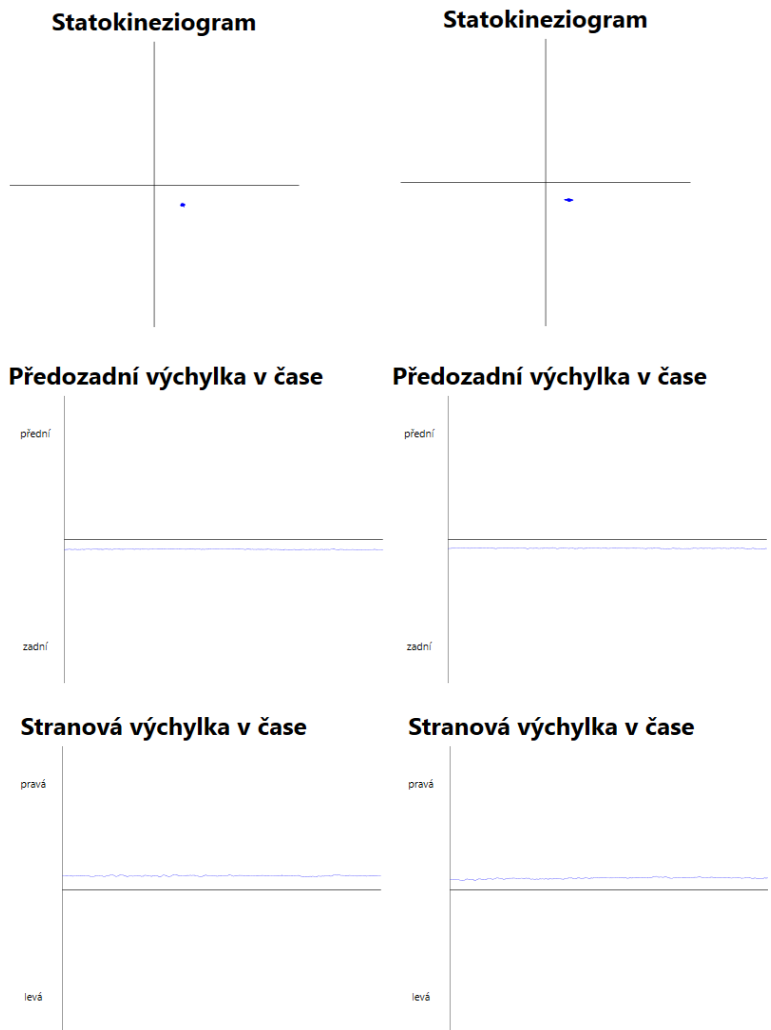 Statokineziogram
Statokineziogram
Předozadní výchylka v čase
Předozadní výchylka v čase
přední
přední
zadní
zadní
Stranová výchylka v čase
Stranová výchylka v čase
pravá
pravá
levá
levá